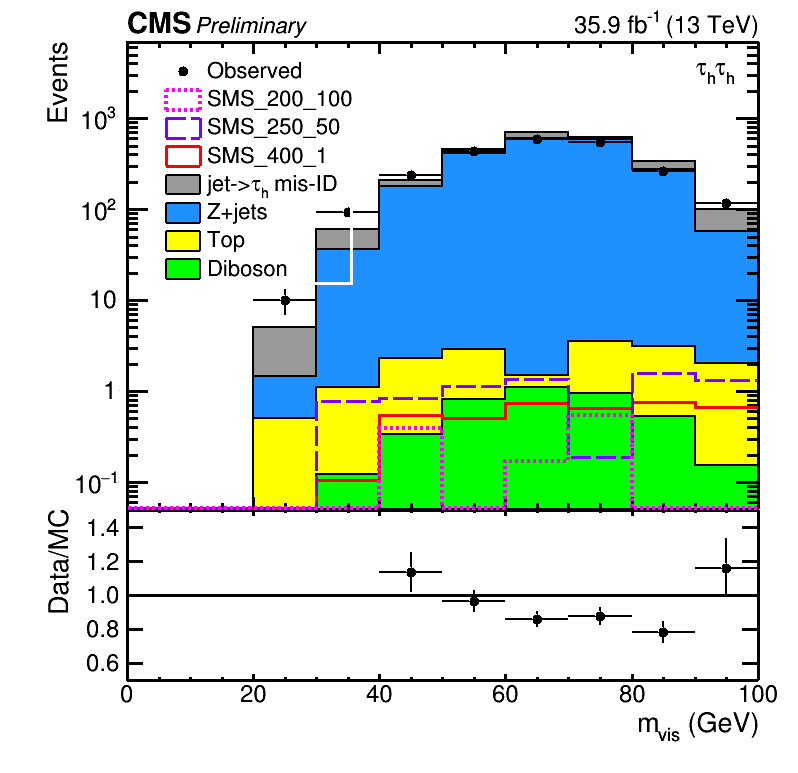 CMS Preliminary 35.9 fb⁻¹ (13 TeV)
Events
10³
10²
10
1
10⁻¹
τₕτₕ
Observed
SMS_200_100
SMS_250_50
SMS_400_1
jet->τₕ mis-ID
Z+jets
Top
Diboson
Data/MC
1.4
1.2
1.0
0.8
0.6
0 20 40 60 80 100
m_vis (GeV)